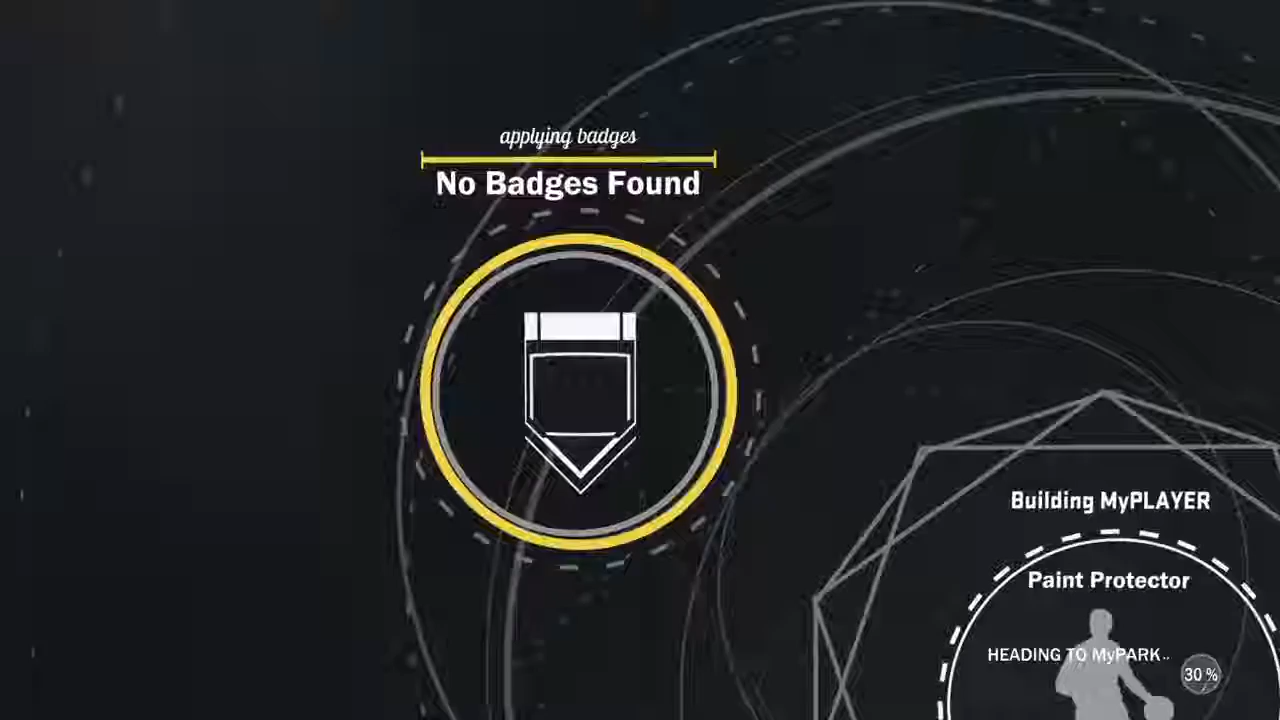 applying badges
No Badges Found
Building MyPLAYER
Paint Protector
HEADING TO MyPARK..
30 %